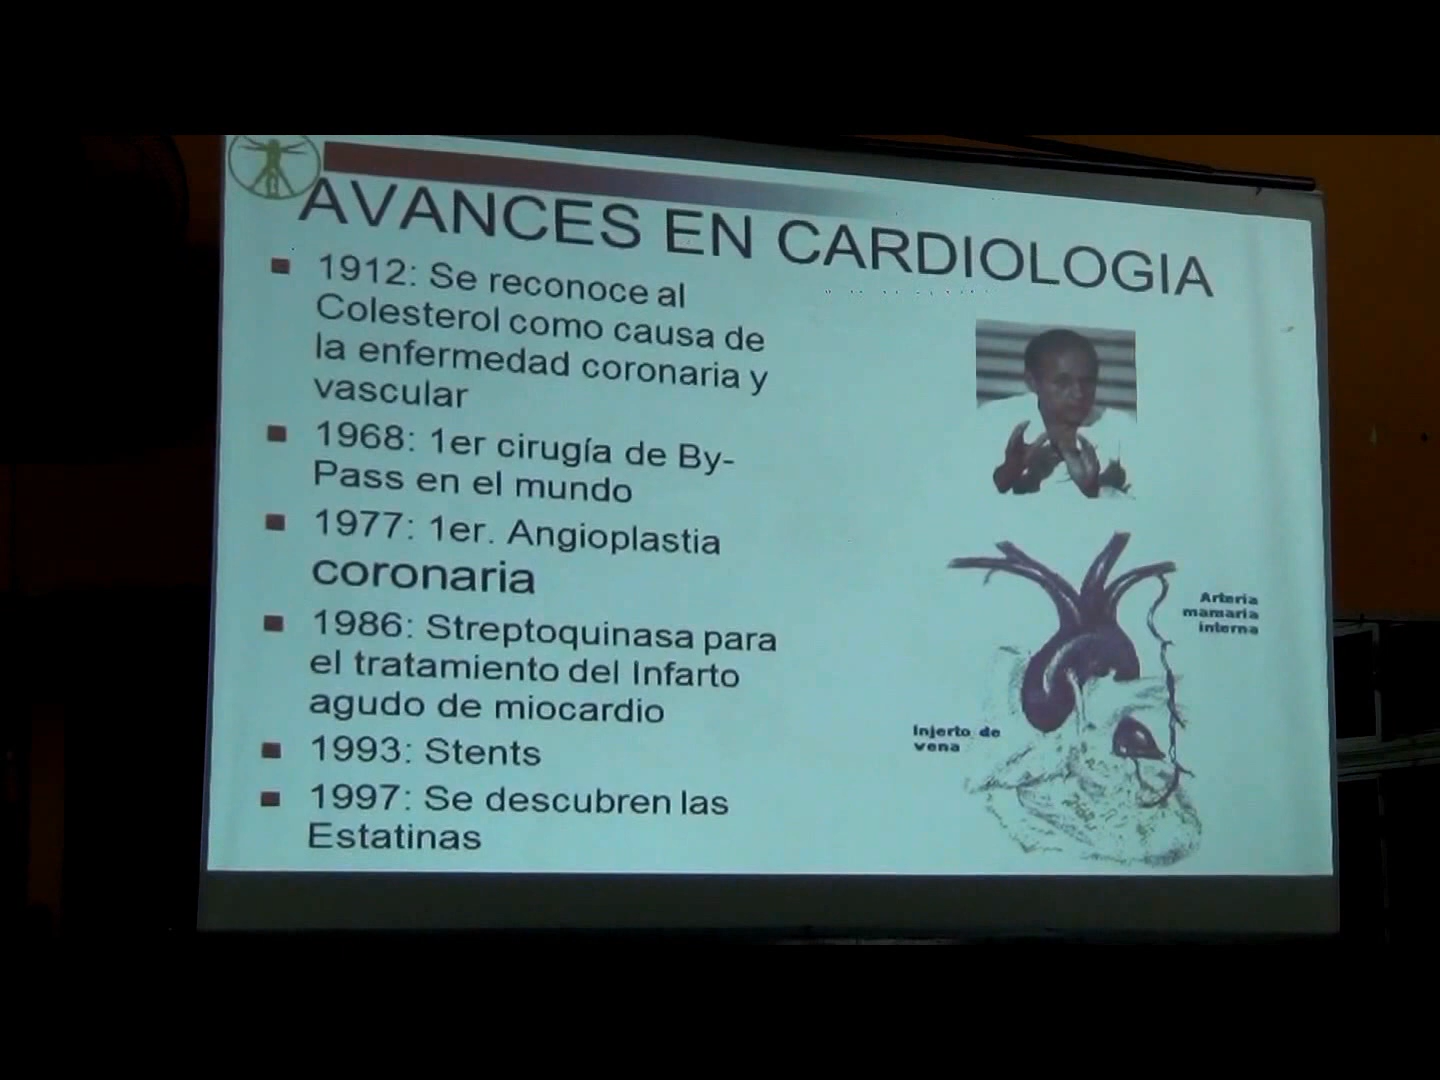 AVANCES EN CARDIOLOGIA
1912: Se reconoce al
Colesterol como causa de
la enfermedad coronaria y
vascular
1968: 1er cirugía de By-
Pass en el mundo
1977: 1er. Angioplastia
coronaria
1986: Streptoquinasa para
el tratamiento del Infarto
agudo de miocardio
1993: Stents
1997: Se descubren las
Estatinas
Arteria
mamaria
interna
Injerto de
vena